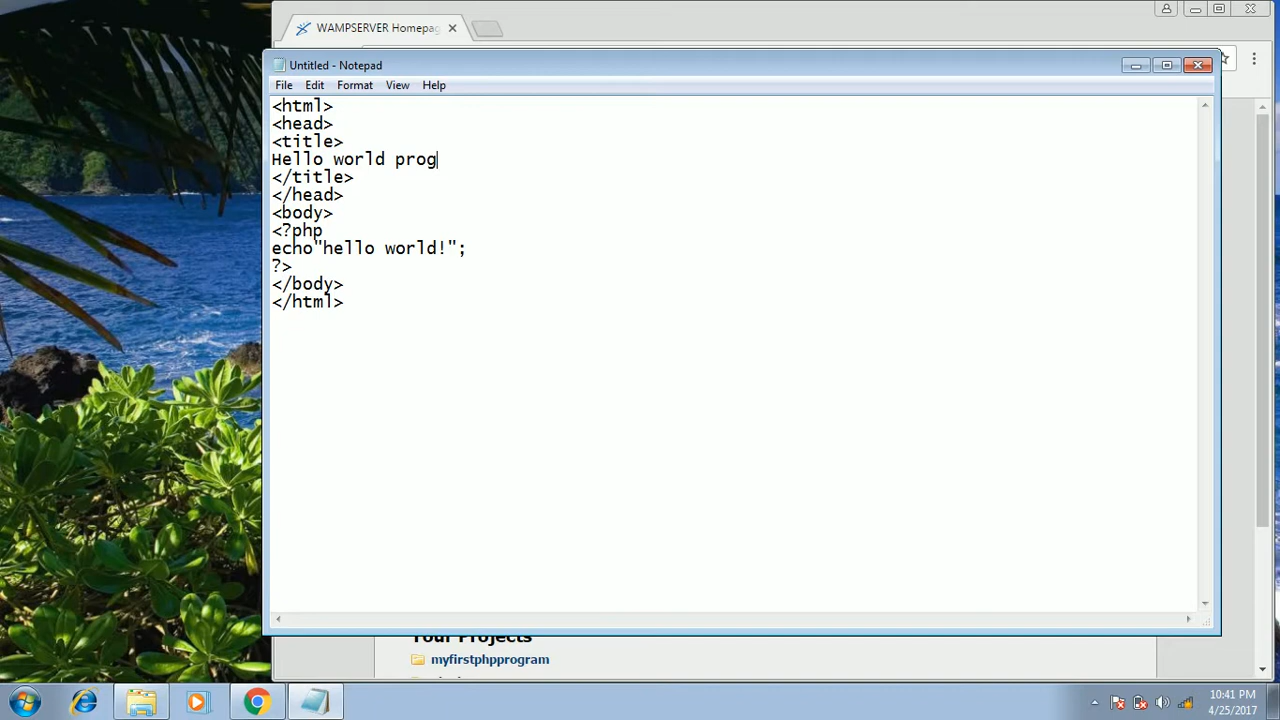 WAMPSERVER Homepag
Untitled - Notepad
File Edit Format View Help
<html>
<head>
<title>
Hello world prog
</title>
</head>
<body>
<?php
echo"hello world!";
?>
</body>
</html>
Your Projects
myfirstphpprogram
10:41 PM
4/25/2017